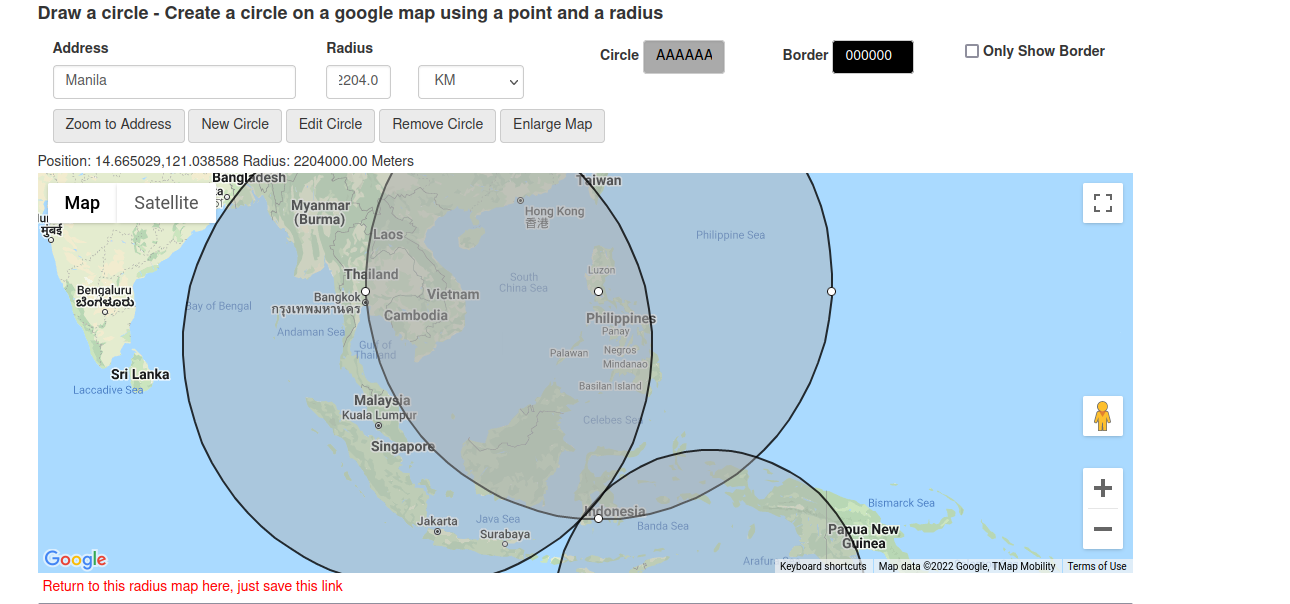 Draw a circle - Create a circle on a google map using a point and a radius
Address
Radius
Circle AAAAAA
Border 000000
Only Show Border
Manila
2204.0
KM
Zoom to Address
New Circle
Edit Circle
Remove Circle
Enlarge Map
Position: 14.665029,121.038588 Radius: 2204000.00 Meters
Map
Satellite
Bangladesh
Taiwan
Myanmar
(Burma)
Hong Kong
香港
मुंबई
Laos
Philippine Sea
Thailand
Luzon
South
China Sea
Bengaluru
ಬೆಂಗಳೂರು
Bay of Bengal
Bangkok
กรุงเทพมหานคร
Vietnam
Cambodia
Philippines
Andaman Sea
Panay
Gulf of
Thailand
Palawan
Negros
Mindanao
Sri Lanka
Laccadive Sea
Basilan Island
Malaysia
Kuala Lumpur
Celebes Sea
Singapore
Indonesia
Bismarck Sea
Jakarta
Java Sea
Banda Sea
Surabaya
Papua New
Guinea
Google
Keyboard shortcuts
Map data ©2022 Google, TMap Mobility
Terms of Use
Return to this radius map here, just save this link